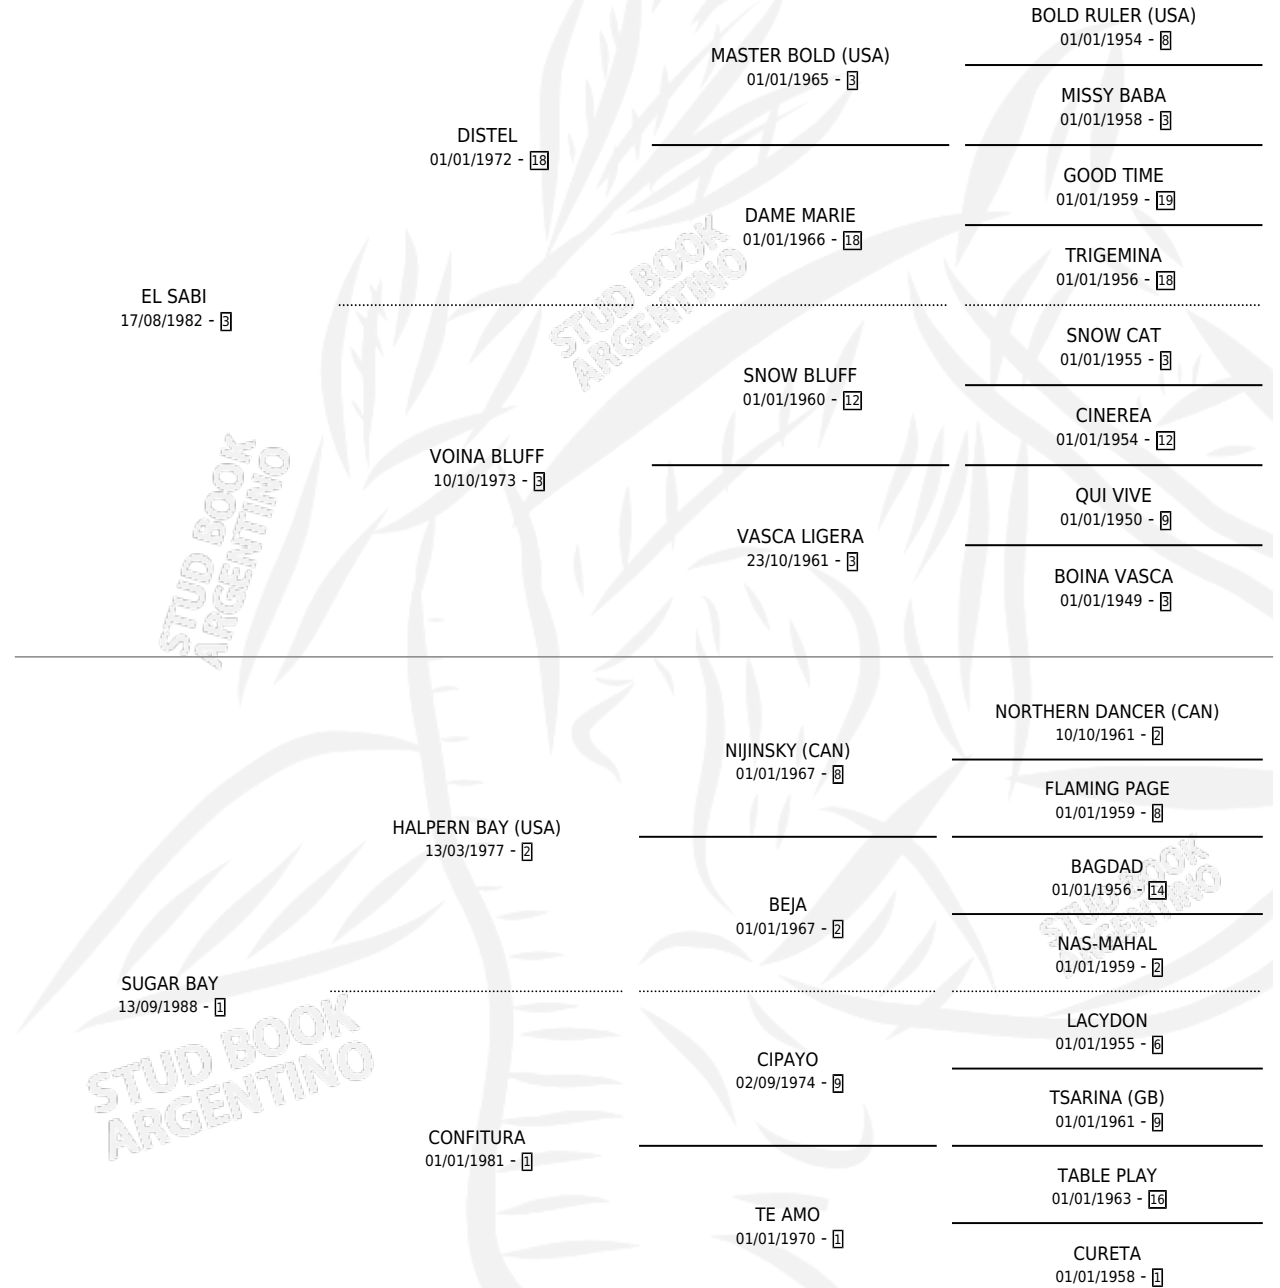 BOLD RULER (USA)
01/01/1954 - 8
MASTER BOLD (USA)
01/01/1965 - 3
MISSY BABA
01/01/1958 - 3
DISTEL
01/01/1972 - 18
GOOD TIME
01/01/1959 - 19
DAME MARIE
01/01/1966 - 18
TRIGEMINA
01/01/1956 - 18
STUD BOOK
ARGENTINO
EL SABI
17/08/1982 - 3
SNOW CAT
01/01/1955 - 3
SNOW BLUFF
01/01/1960 - 12
CINEREA
01/01/1954 - 12
VOINA BLUFF
10/10/1973 - 3
QUI VIVE
01/01/1950 - 9
VASCA LIGERA
23/10/1961 - 3
BOINA VASCA
01/01/1949 - 3
STUD BOOK
ARGENTINO
NORTHERN DANCER (CAN)
10/10/1961 - 2
NIJINSKY (CAN)
01/01/1967 - 8
FLAMING PAGE
01/01/1959 - 8
HALPERN BAY (USA)
13/03/1977 - 2
BAGDAD
01/01/1956 - 14
BEJA
01/01/1967 - 2
NAS-MAHAL
01/01/1959 - 2
STUD BOOK
ARGENTINO
SUGAR BAY
13/09/1988 - 1
LACYDON
01/01/1955 - 6
CIPAYO
02/09/1974 - 9
TSARINA (GB)
01/01/1961 - 9
STUD BOOK
ARGENTINO
CONFITURA
01/01/1981 - 1
TABLE PLAY
01/01/1963 - 16
TE AMO
01/01/1970 - 1
CURETA
01/01/1958 - 1